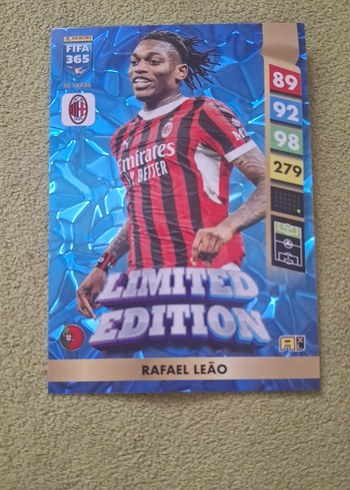 PANINI
FIFA
365
89
92
98
279
Emirates
FLY BETTER
LIMITED
EDITION
RAFAEL LEÃO